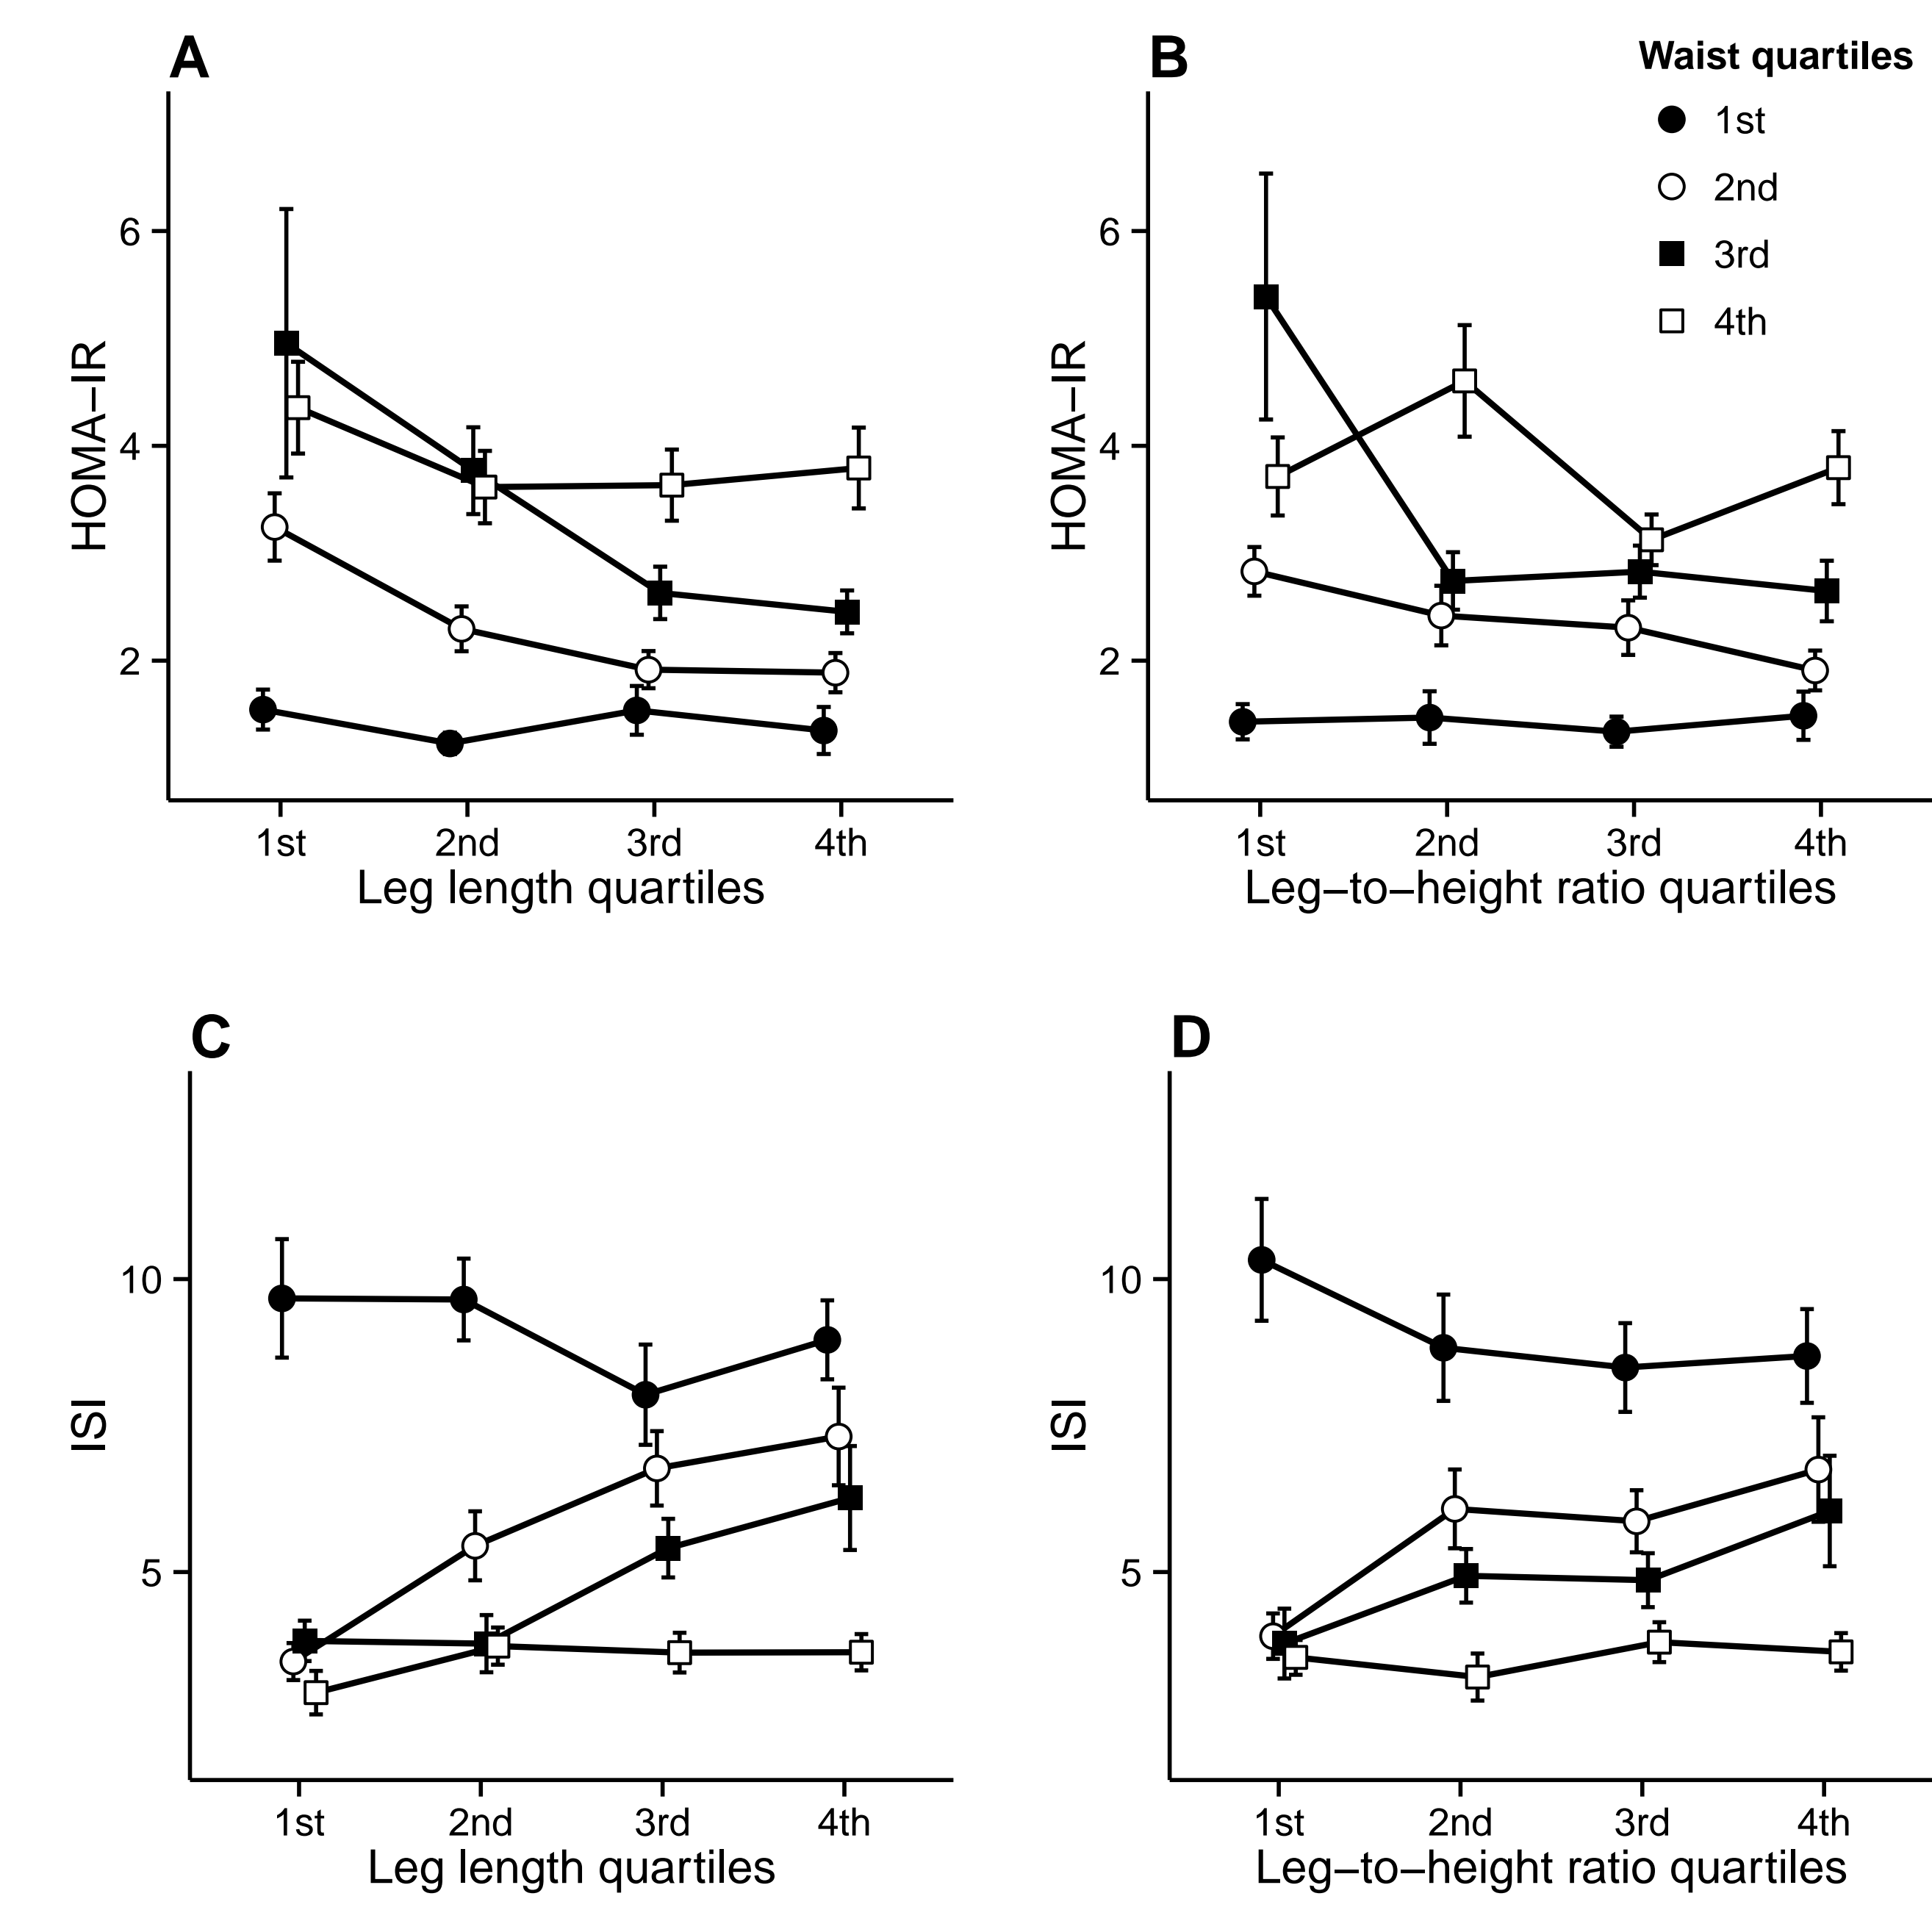 A
HOMA–IR
6
4
2
1st 2nd 3rd 4th
Leg length quartiles
B
Waist quartiles
1st
2nd
3rd
4th
HOMA–IR
6
4
2
1st 2nd 3rd 4th
Leg–to–height ratio quartiles
C
ISI
10
5
1st 2nd 3rd 4th
Leg length quartiles
D
ISI
10
5
1st 2nd 3rd 4th
Leg–to–height ratio quartiles